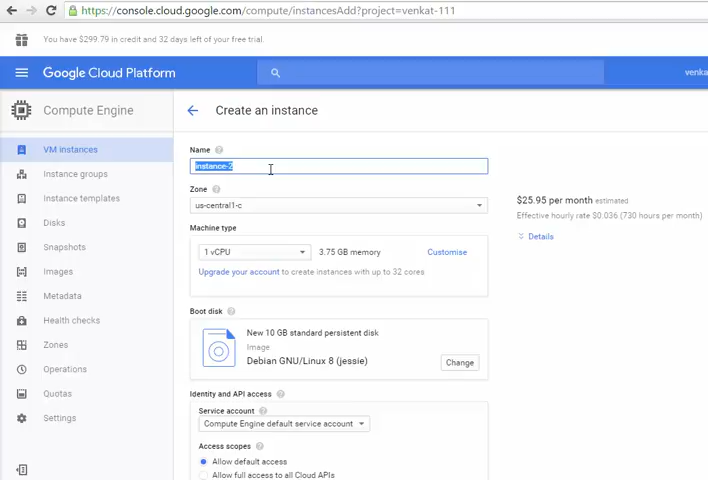 https://console.cloud.google.com/compute/instancesAdd?project=venkat-111
You have $299.79 in credit and 32 days left of your free trial.
Google Cloud Platform
venka
Compute Engine
Create an instance
VM instances
Instance groups
Instance templates
Disks
Snapshots
Images
Metadata
Health checks
Zones
Operations
Quotas
Settings
Name
instance-2
Zone
us-central1-c
Machine type
1 vCPU
3.75 GB memory
Customise
Upgrade your account to create instances with up to 32 cores
Boot disk
New 10 GB standard persistent disk
Image
Debian GNU/Linux 8 (jessie)
Change
Identity and API access
Service account
Compute Engine default service account
Access scopes
Allow default access
Allow full access to all Cloud APIs
$25.95 per month estimated
Effective hourly rate $0.036 (730 hours per month)
Details